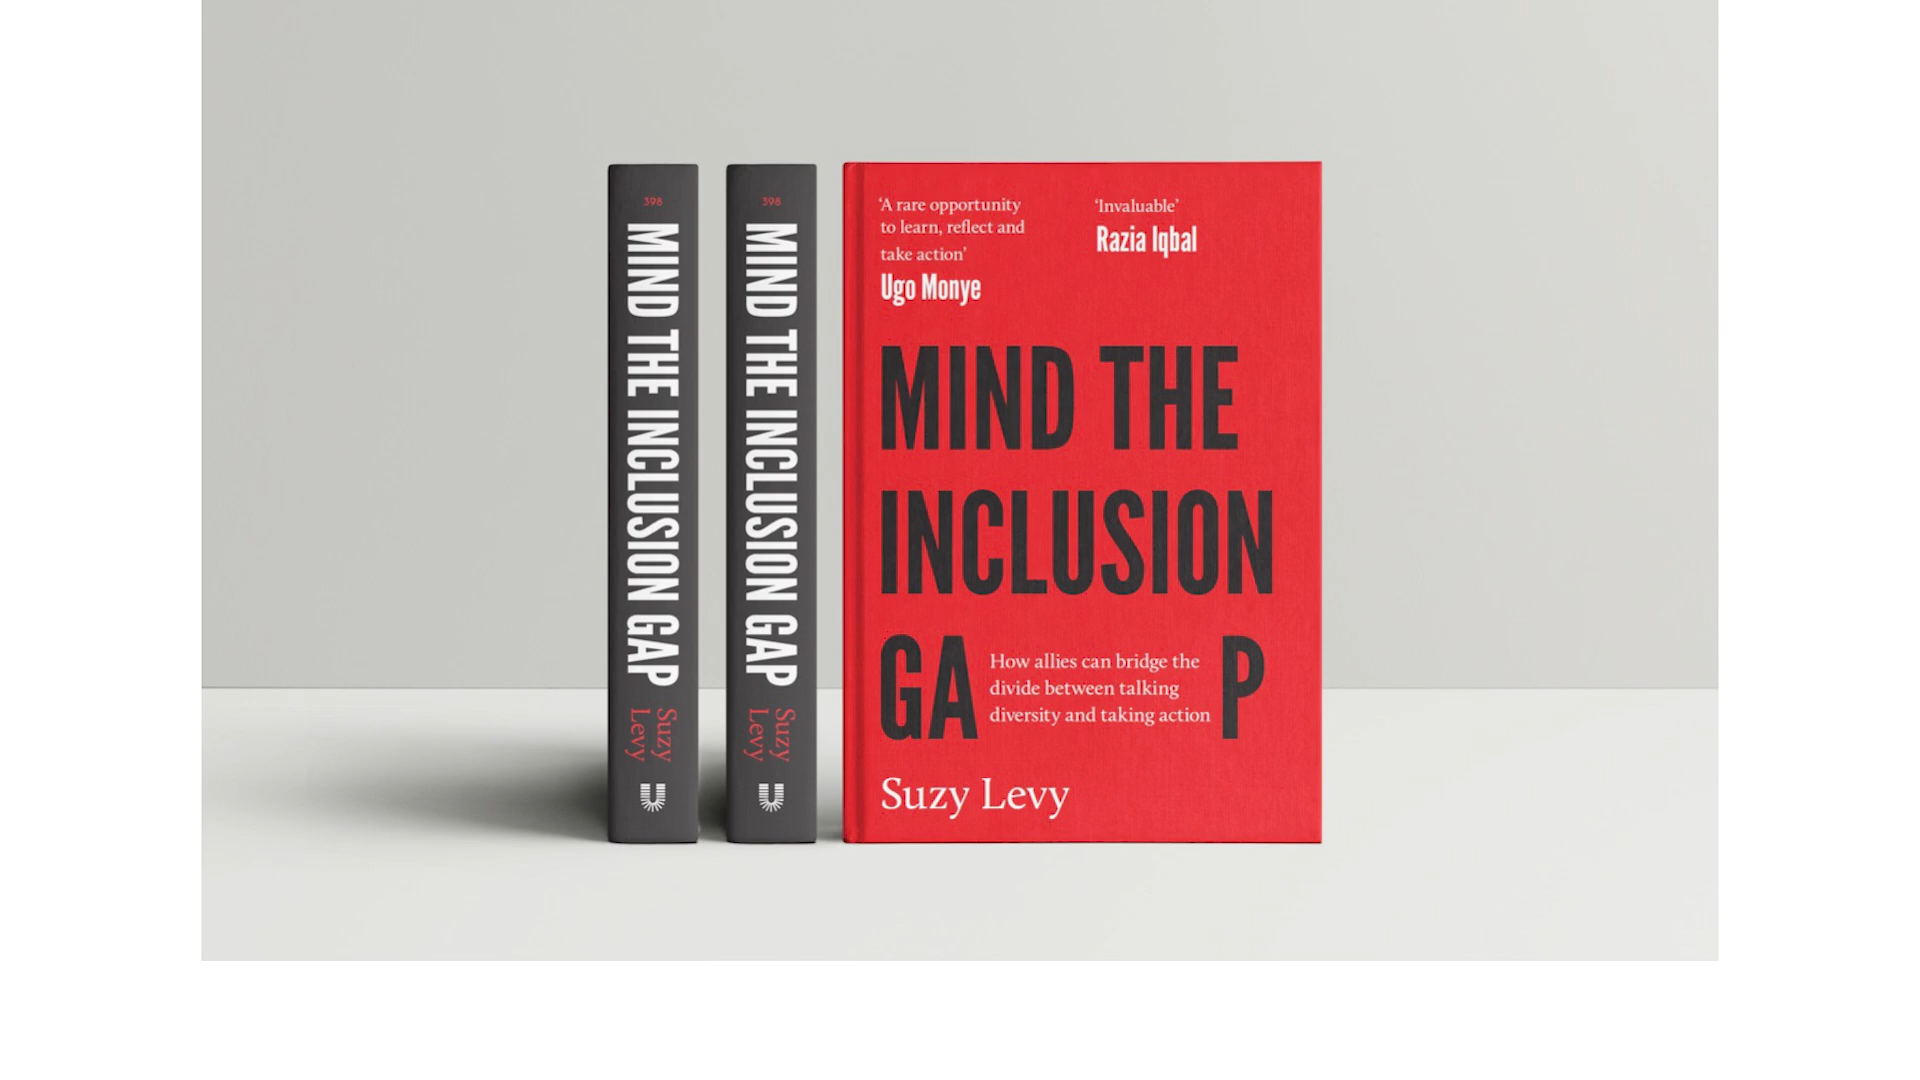 398
MIND THE INCLUSION GAP
Suzy
Levy
398
MIND THE INCLUSION GAP
Suzy
Levy
‘A rare opportunity
to learn, reflect and
take action’
Ugo Monye
‘Invaluable’
Razia Iqbal
MIND THE
INCLUSION
GAP
How allies can bridge the
divide between talking
diversity and taking action
Suzy Levy